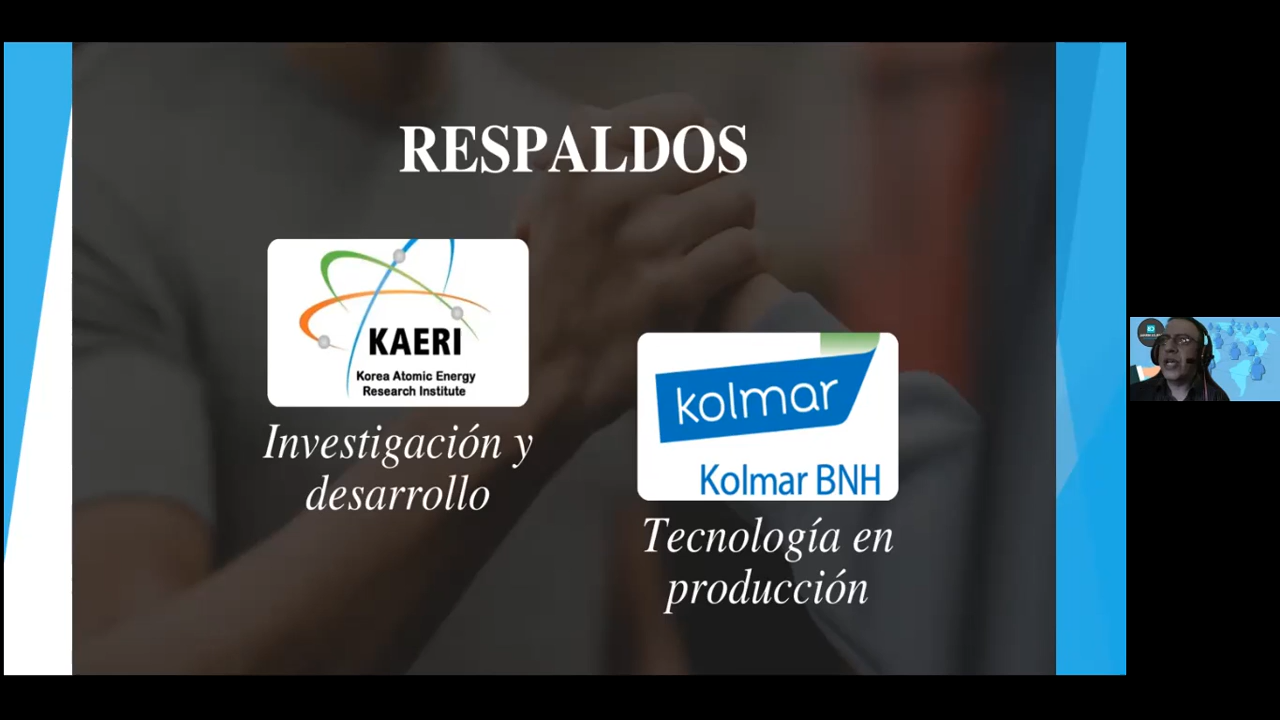 RESPALDOS
KAERI
Korea Atomic Energy
Research Institute
Investigación y
desarrollo
kolmar
Kolmar BNH
Tecnología en
producción